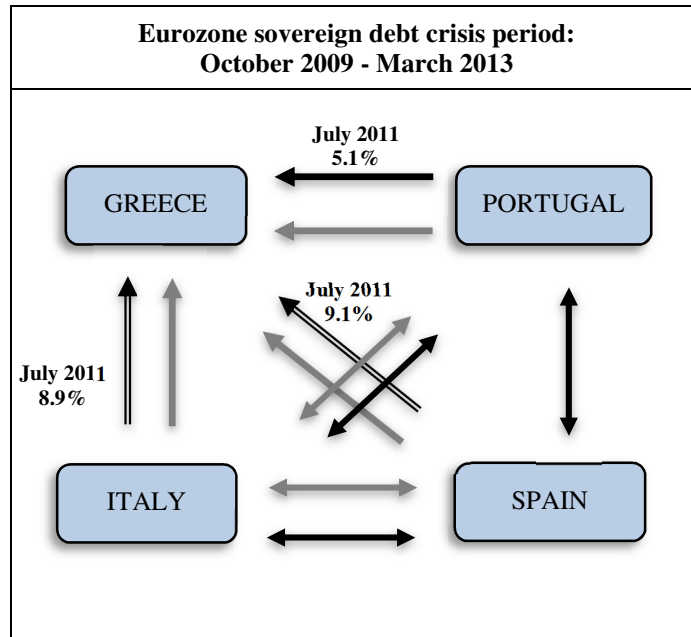 Eurozone sovereign debt crisis period:
October 2009 - March 2013
July 2011
5.1%
GREECE
PORTUGAL
July 2011
9.1%
July 2011
8.9%
ITALY
SPAIN